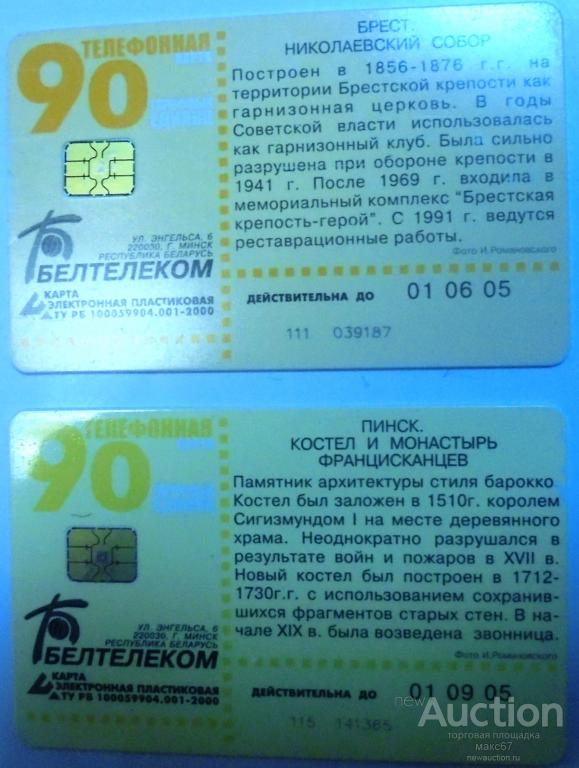 БРЕСТ.
НИКОЛАЕВСКИЙ СОБОР
ТЕЛЕФОННАЯ
90
Построен в 1856-1876 г.г. на
территории Брестской крепости как
гарнизонная церковь. В годы
Советской власти использовалась
как гарнизонный клуб. Была сильно
разрушена при обороне крепости в
1941 г. После 1969 г. входила в
мемориальный комплекс "Брестская
крепость-герой". С 1991 г. ведутся
реставрационные работы.
Фото И.Романовского
УЛ. ЭНГЕЛЬСА, 6
220030, Г. МИНСК
РЕСПУБЛИКА БЕЛАРУСЬ
БЕЛТЕЛЕКОМ
КАРТА
ЭЛЕКТРОННАЯ ПЛАСТИКОВАЯ
ТУ РБ 100059904.001-2000
ДЕЙСТВИТЕЛЬНА ДО 01 06 05
111 039187
ПИНСК.
КОСТЕЛ И МОНАСТЫРЬ
ФРАНЦИСКАНЦЕВ
ТЕЛЕФОННАЯ
90
Памятник архитектуры стиля барокко
Костел был заложен в 1510г. королем
Сигизмундом I на месте деревянного
храма. Неоднократно разрушался в
результате войн и пожаров в XVII в.
Новый костел был построен в 1712-
1730г.г. с использованием сохранив-
шихся фрагментов старых стен. В на-
чале XIX в. была возведена звонница.
Фото И.Романовского
УЛ. ЭНГЕЛЬСА, 6
220030, Г. МИНСК
РЕСПУБЛИКА БЕЛАРУСЬ
БЕЛТЕЛЕКОМ
КАРТА
ЭЛЕКТРОННАЯ ПЛАСТИКОВАЯ
ТУ РБ 100059904.001-2000
ДЕЙСТВИТЕЛЬНА ДО 01 09 05
115 141365
newAuction
торговая площадка
макс67
newauction.ru